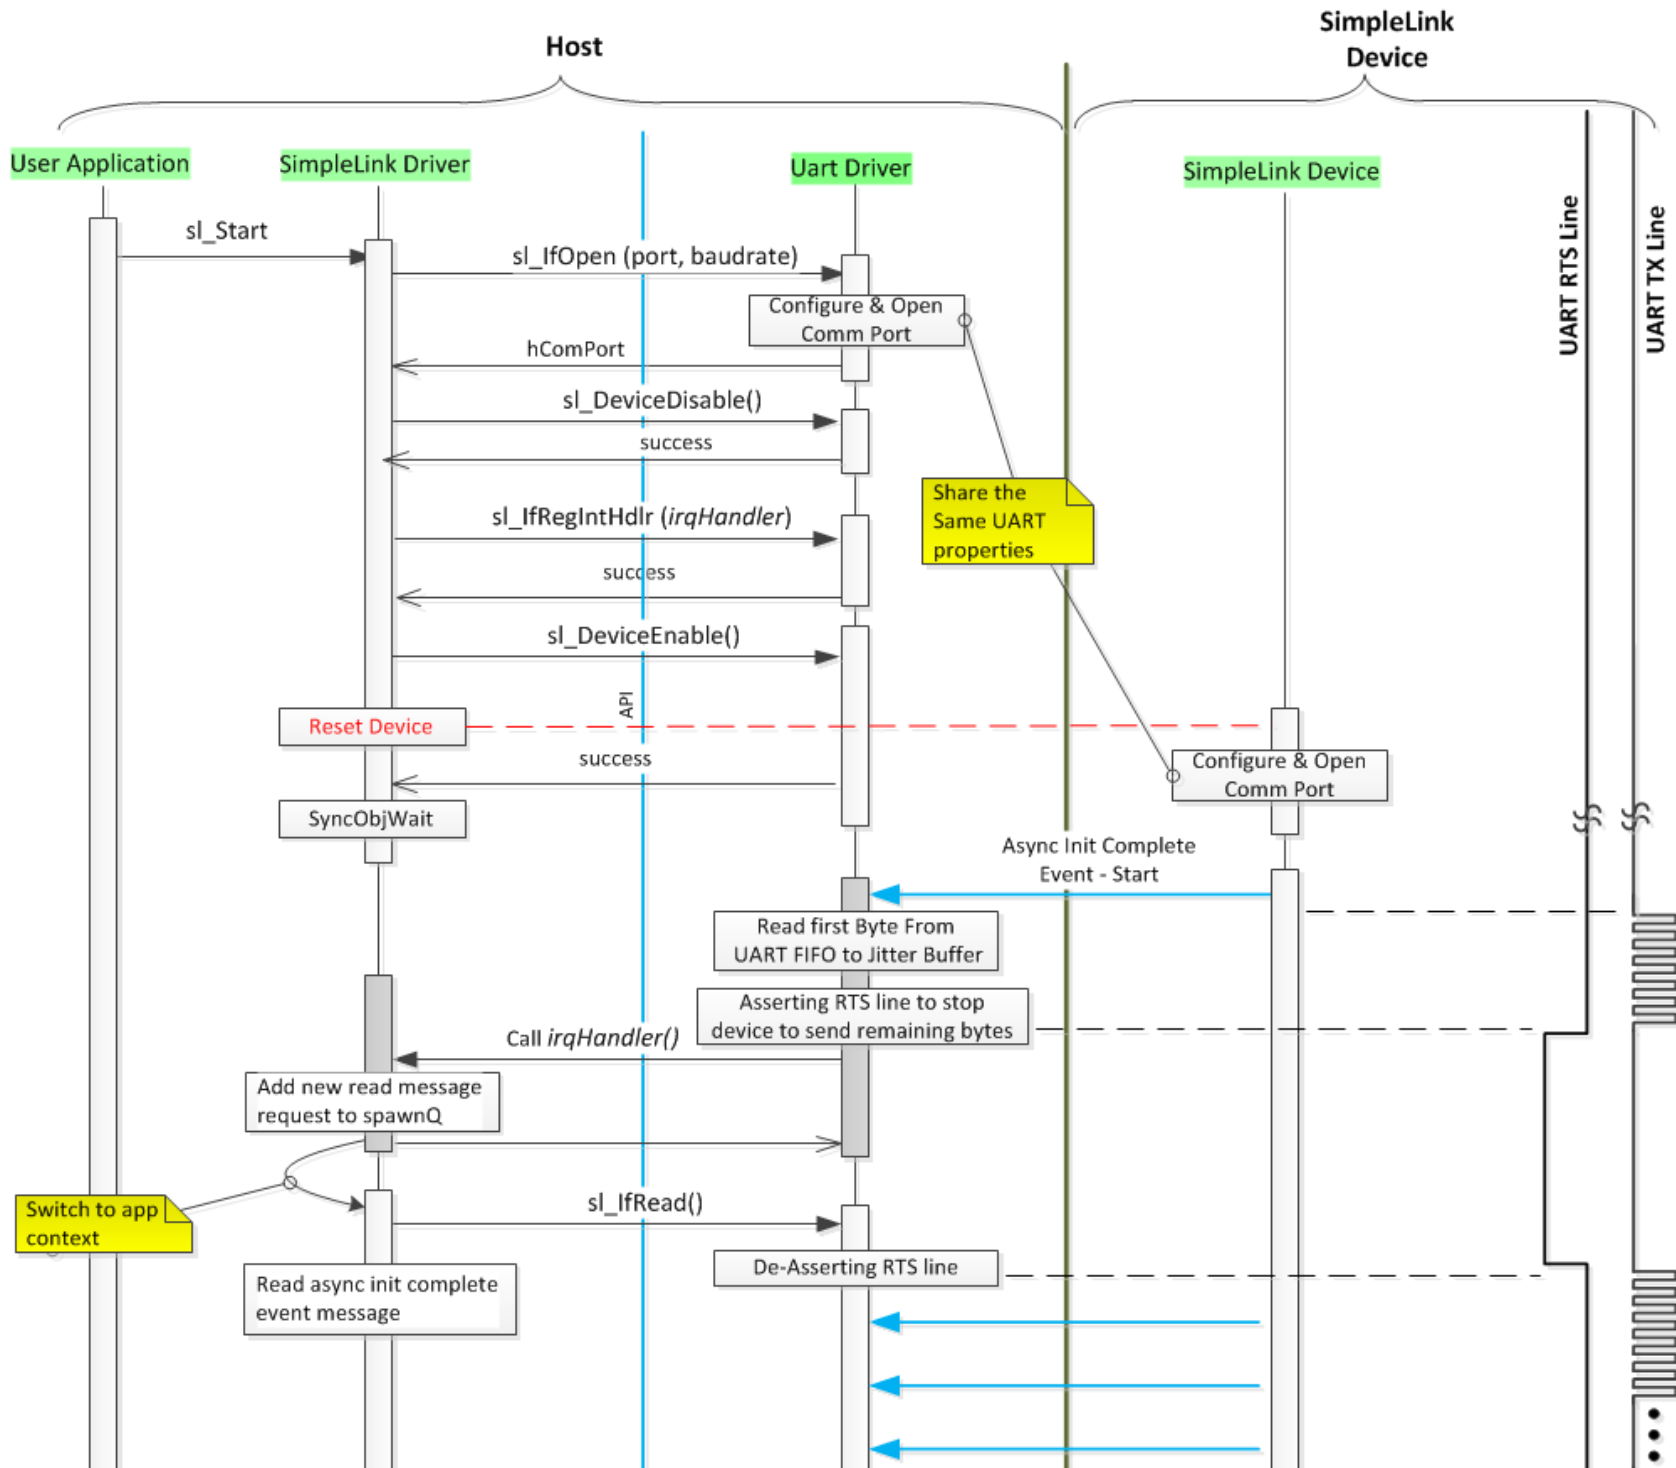 Host
SimpleLink
Device
User Application
SimpleLink Driver
Uart Driver
SimpleLink Device
UART RTS Line
UART TX Line
sl_Start
sl_IfOpen (port, baudrate)
Configure & Open
Comm Port
hComPort
sl_DeviceDisable()
success
Share the
Same UART
properties
sl_IfRegIntHdlr (irqHandler)
success
sl_DeviceEnable()
API
Reset Device
success
Configure & Open
Comm Port
SyncObjWait
Async Init Complete
Event - Start
Read first Byte From
UART FIFO to Jitter Buffer
Asserting RTS line to stop
device to send remaining bytes
Call irqHandler()
Add new read message
request to spawnQ
Switch to app
context
sl_IfRead()
De-Asserting RTS line
Read async init complete
event message